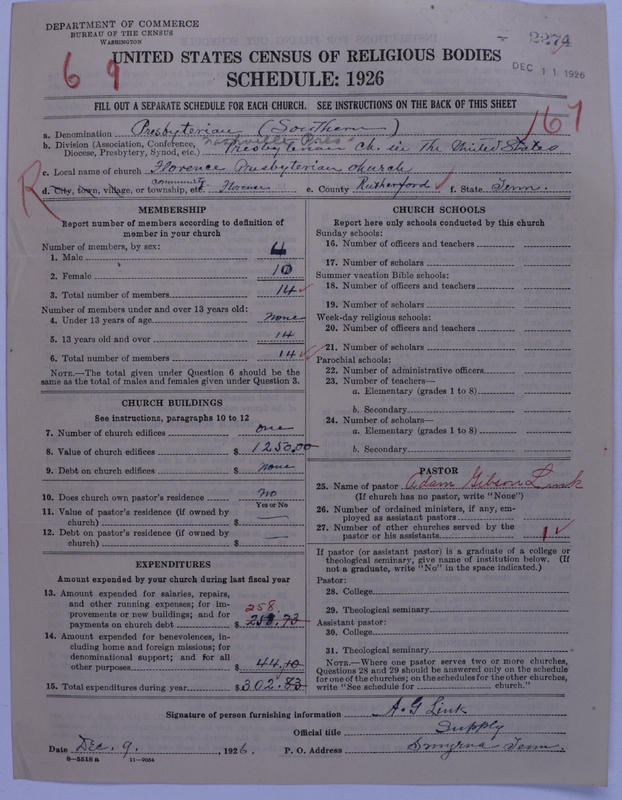 DEPARTMENT OF COMMERCE
BUREAU OF THE CENSUS
WASHINGTON
2274
DEC 11 1926
69
UNITED STATES CENSUS OF RELIGIOUS BODIES
SCHEDULE: 1926
FILL OUT A SEPARATE SCHEDULE FOR EACH CHURCH. SEE INSTRUCTIONS ON THE BACK OF THIS SHEET
167
a. Denomination Presbyterian (Southern)
Nashville Pres
b. Division (Association, Conference, Diocese, Presbytery, Synod, etc.) Presbyterian Ch. in The United States
c. Local name of church Florence Presbyterian church
R
community
d. City, town, village, or township, etc. Florence e. County Rutherford f. State Tenn.
MEMBERSHIP
Report number of members according to definition of
member in your church
Number of members, by sex:
1. Male 4
2. Female 10
3. Total number of members 14
Number of members under and over 13 years old:
4. Under 13 years of age None
5. 13 years old and over 14
6. Total number of members 14
NOTE.—The total given under Question 6 should be
same as the total of males and females given under Question 3.
CHURCH BUILDINGS
See instructions, paragraphs 10 to 12
7. Number of church edifices one
8. Value of church edifices $ 1250.00
9. Debt on church edifices $ None
10. Does church own pastor's residence No
Yes or No
11. Value of pastor's residence (if owned by
church) $ —
12. Debt on pastor's residence (if owned by
church) $ —
EXPENDITURES
Amount expended by your church during last fiscal year
13. Amount expended for salaries, repairs,
and other running expenses; for im-
provements or new buildings; and for
258.
payments on church debt $ 258.73
14. Amount expended for benevolences, in-
cluding home and foreign missions; for
denominational support; and for all
other purposes 44.10
15. Total expenditures during year $ 302.83
CHURCH SCHOOLS
Report here only schools conducted by this church
Sunday schools:
16. Number of officers and teachers
17. Number of scholars
Summer vacation Bible schools:
18. Number of officers and teachers
19. Number of scholars
Week-day religious schools:
20. Number of officers and teachers
21. Number of scholars
Parochial schools:
22. Number of administrative officers
23. Number of teachers—
a. Elementary (grades 1 to 8)
b. Secondary
24. Number of scholars—
a. Elementary (grades 1 to 8)
b. Secondary
PASTOR
25. Name of pastor Adam Gibson Link
(If church has no pastor, write "None")
26. Number of ordained ministers, if any, em-
ployed as assistant pastors
27. Number of other churches served by the
pastor or his assistants 1
If pastor (or assistant pastor) is a graduate of a college or
theological seminary, give name of institution below. (If
not a graduate, write "No" in the space indicated.)
Pastor:
28. College
29. Theological seminary
Assistant pastor:
30. College
31. Theological seminary
NOTE.—Where one pastor serves two or more churches,
Questions 28 and 29 should be answered only on the schedule
for one of the churches; on the schedules for the other churches,
write "See schedule for church."
Signature of person furnishing information A. G Link
Official title Supply
Date Dec. 9, 1926. P. O. Address Smyrna Tenn.
8—5518 a 11—9054